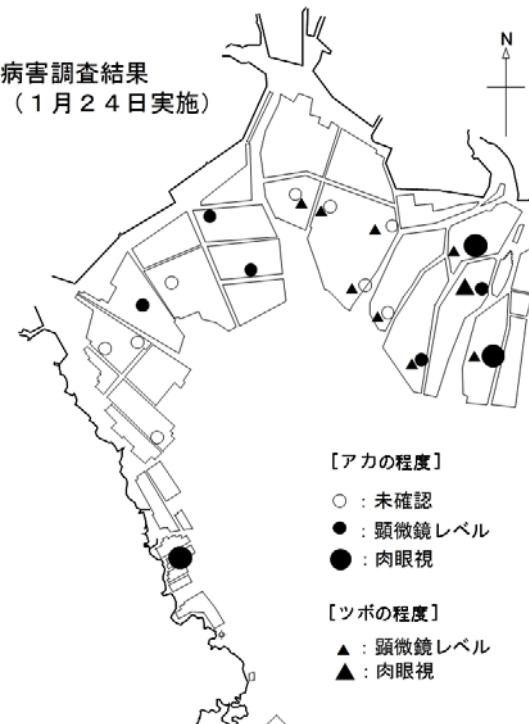 病害調査結果
（１月２４日実施）
N
［アカの程度］
○ ： 未確認
● ： 顕微鏡レベル
● ： 肉眼視
［ツボの程度］
▲ ： 顕微鏡レベル
▲ ： 肉眼視